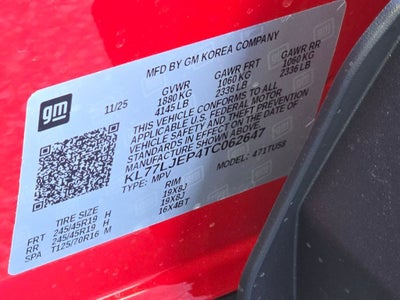 MFD BY GM KOREA COMPANY
gm
11/25
GVWR GAWR FRT GAWR RR
1880 KG 1060 KG 1060 KG
4145 LB 2336 LB 2336 LB
THIS VEHICLE CONFORMS TO ALL
APPLICABLE U.S. FEDERAL MOTOR
VEHICLE SAFETY AND THEFT PREVENTION
STANDARDS IN EFFECT ON THE DATE OF
MANUFACTURE SHOWN ABOVE.
KL77LJEP4TC062647
TYPE: MPV MODEL: 471TUS8
TIRE SIZE RIM
FRT 245/45R19 H 19X8J
RR 245/45R19 H 19X8J
SPA T125/70R16 M 16X4BT